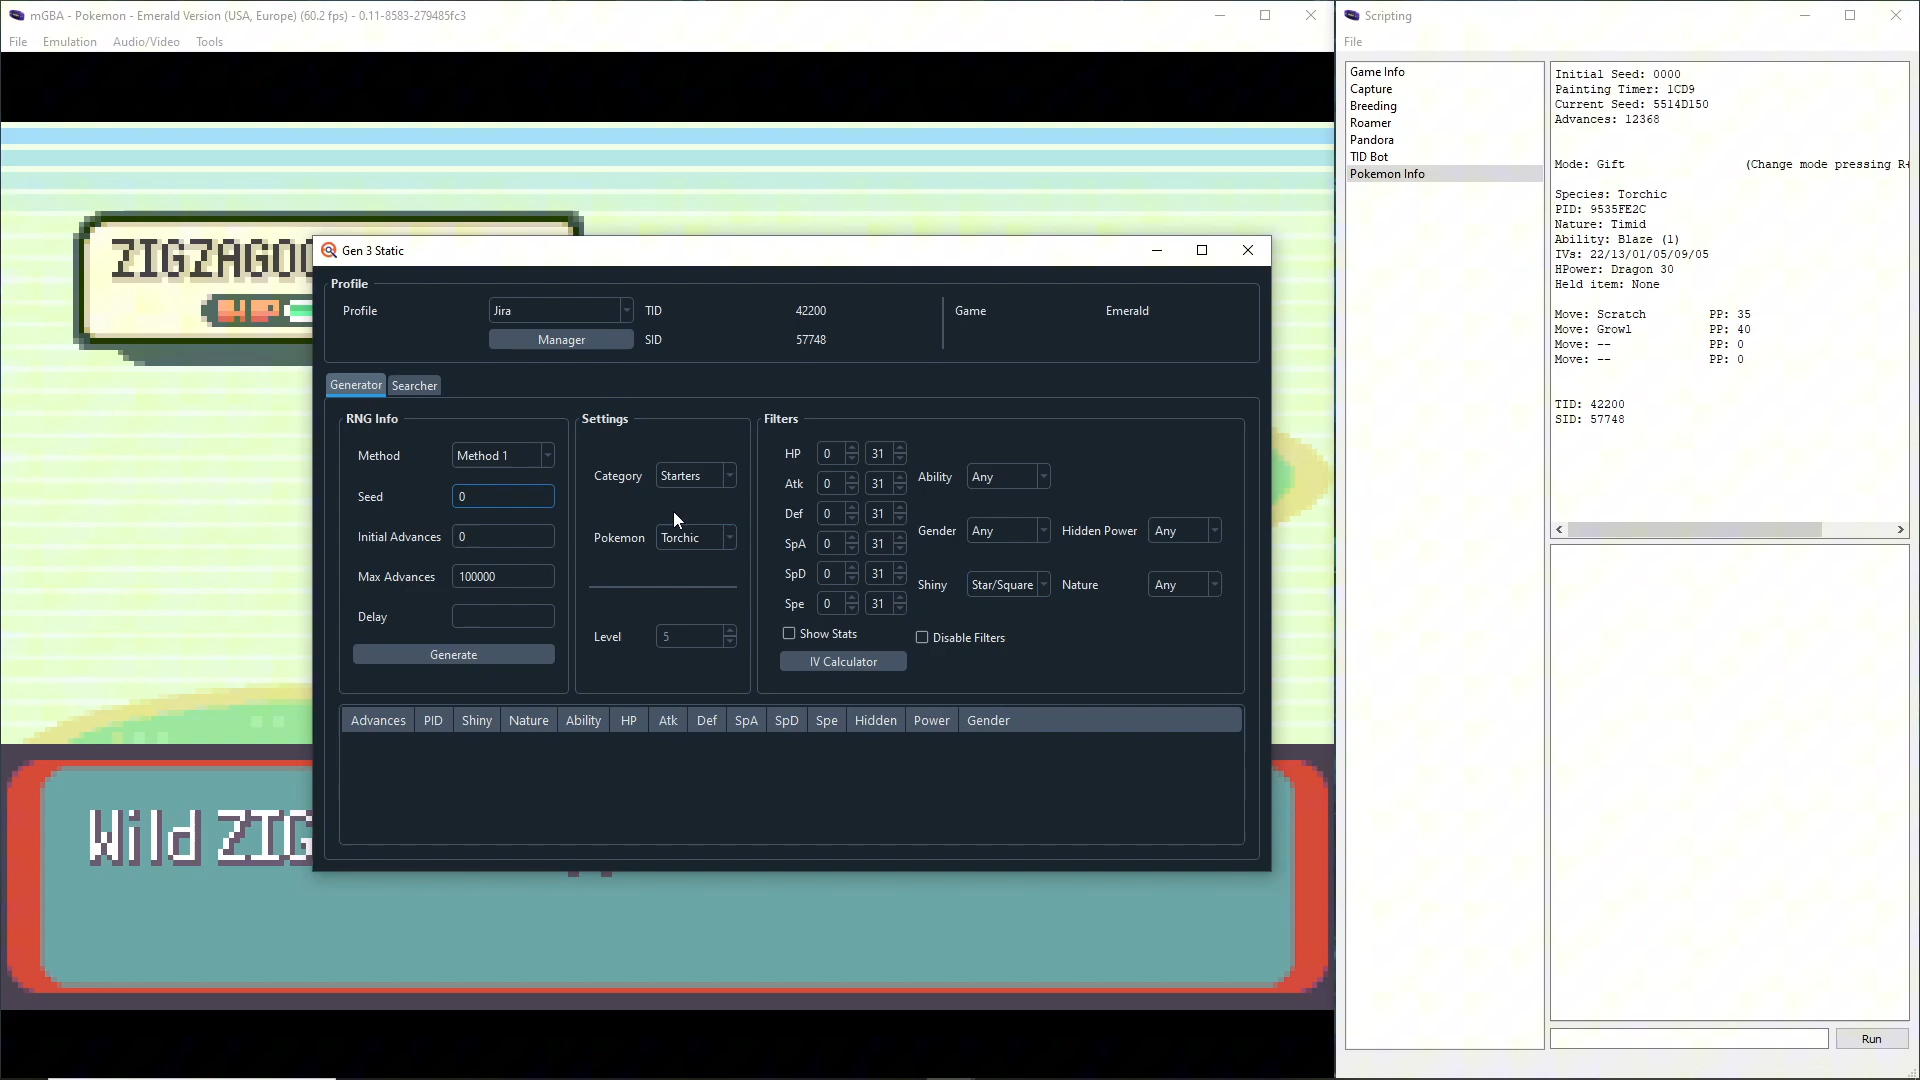 mGBA - Pokemon - Emerald Version (USA, Europe) (60.2 fps) - 0.11-8583-279485fc3
File Emulation Audio/Video Tools
ZIGZAGOO
HP
Wild ZIG
Gen 3 Static
Profile
Profile Jira TID 42200 Game Emerald
Manager SID 57748
Generator Searcher
RNG Info
Method Method 1
Seed 0
Initial Advances 0
Max Advances 100000
Delay
Generate
Settings
Category Starters
Pokemon Torchic
Level 5
Filters
HP 0 31
Atk 0 31
Def 0 31
SpA 0 31
SpD 0 31
Spe 0 31
Ability Any
Gender Any Hidden Power Any
Shiny Star/Square Nature Any
Show Stats Disable Filters
IV Calculator
Advances PID Shiny Nature Ability HP Atk Def SpA SpD Spe Hidden Power Gender
Scripting
File
Game Info
Capture
Breeding
Roamer
Pandora
TID Bot
Pokemon Info
Initial Seed: 0000
Painting Timer: 1CD9
Current Seed: 5514D150
Advances: 12368
Mode: Gift (Change mode pressing R+
Species: Torchic
PID: 9535FE2C
Nature: Timid
Ability: Blaze (1)
IVs: 22/13/01/05/09/05
HPower: Dragon 30
Held item: None
Move: Scratch PP: 35
Move: Growl PP: 40
Move: -- PP: 0
Move: -- PP: 0
TID: 42200
SID: 57748
Run